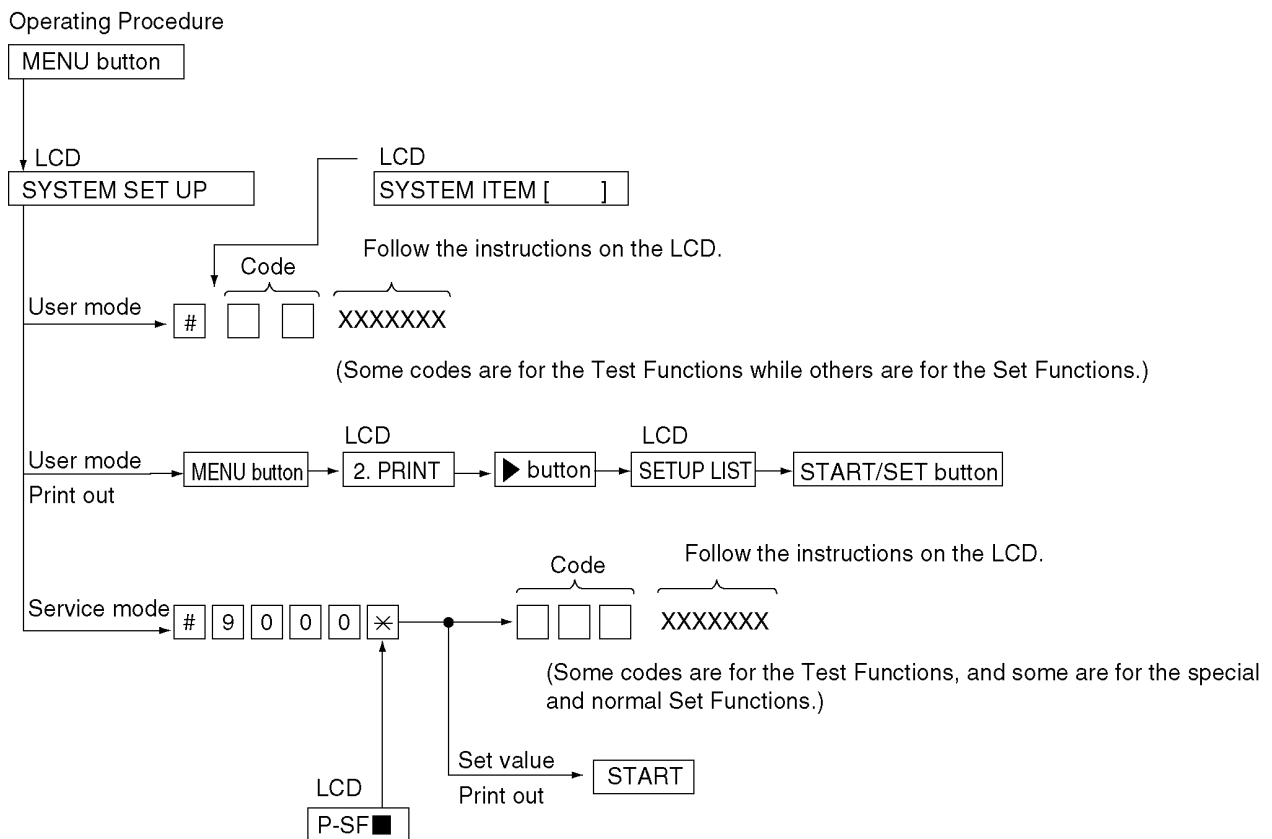 Operating Procedure
MENU button
LCD
SYSTEM SET UP
LCD
SYSTEM ITEM [ ]
Follow the instructions on the LCD.
Code
User mode
# XXXXXXX
(Some codes are for the Test Functions while others are for the Set Functions.)
LCD
LCD
User mode
Print out
MENU button
2. PRINT
▶ button
SETUP LIST
START/SET button
Follow the instructions on the LCD.
Code
Service mode
# 9 0 0 0 *
XXXXXXX
(Some codes are for the Test Functions, and some are for the special
and normal Set Functions.)
Set value
Print out
START
LCD
P-SF■